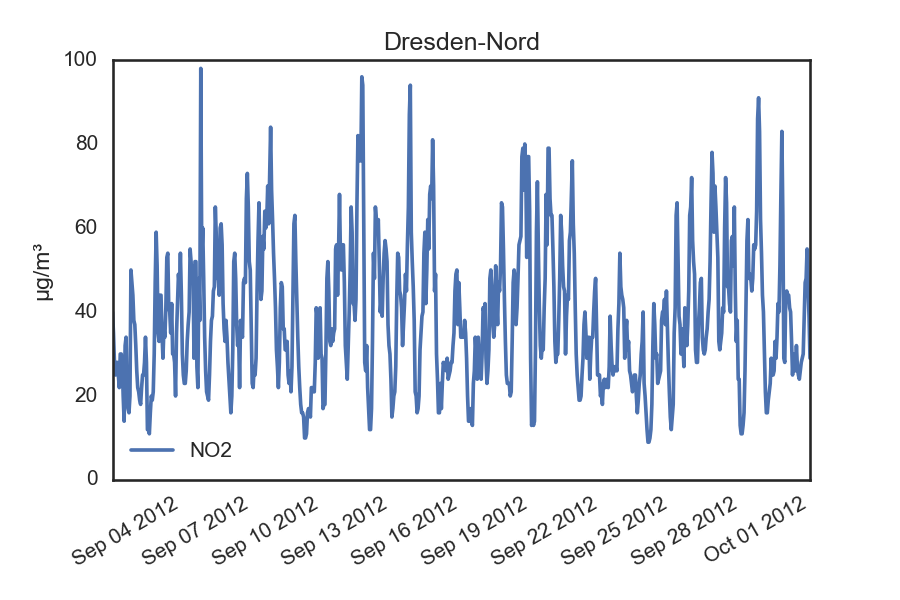 Dresden-Nord
100
80
60
40
20
0
µg/m³
NO2
Sep 04 2012
Sep 07 2012
Sep 10 2012
Sep 13 2012
Sep 16 2012
Sep 19 2012
Sep 22 2012
Sep 25 2012
Sep 28 2012
Oct 01 2012